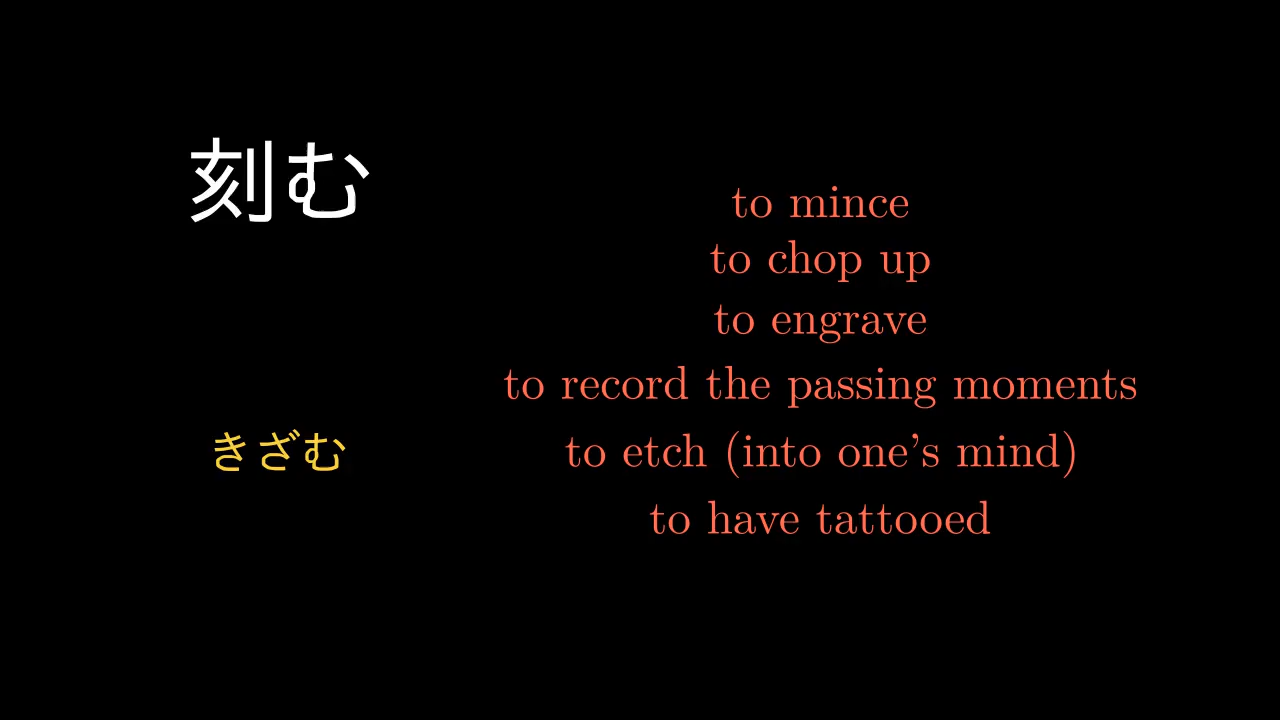 刻む
きざむ
to mince
to chop up
to engrave
to record the passing moments
to etch (into one's mind)
to have tattooed